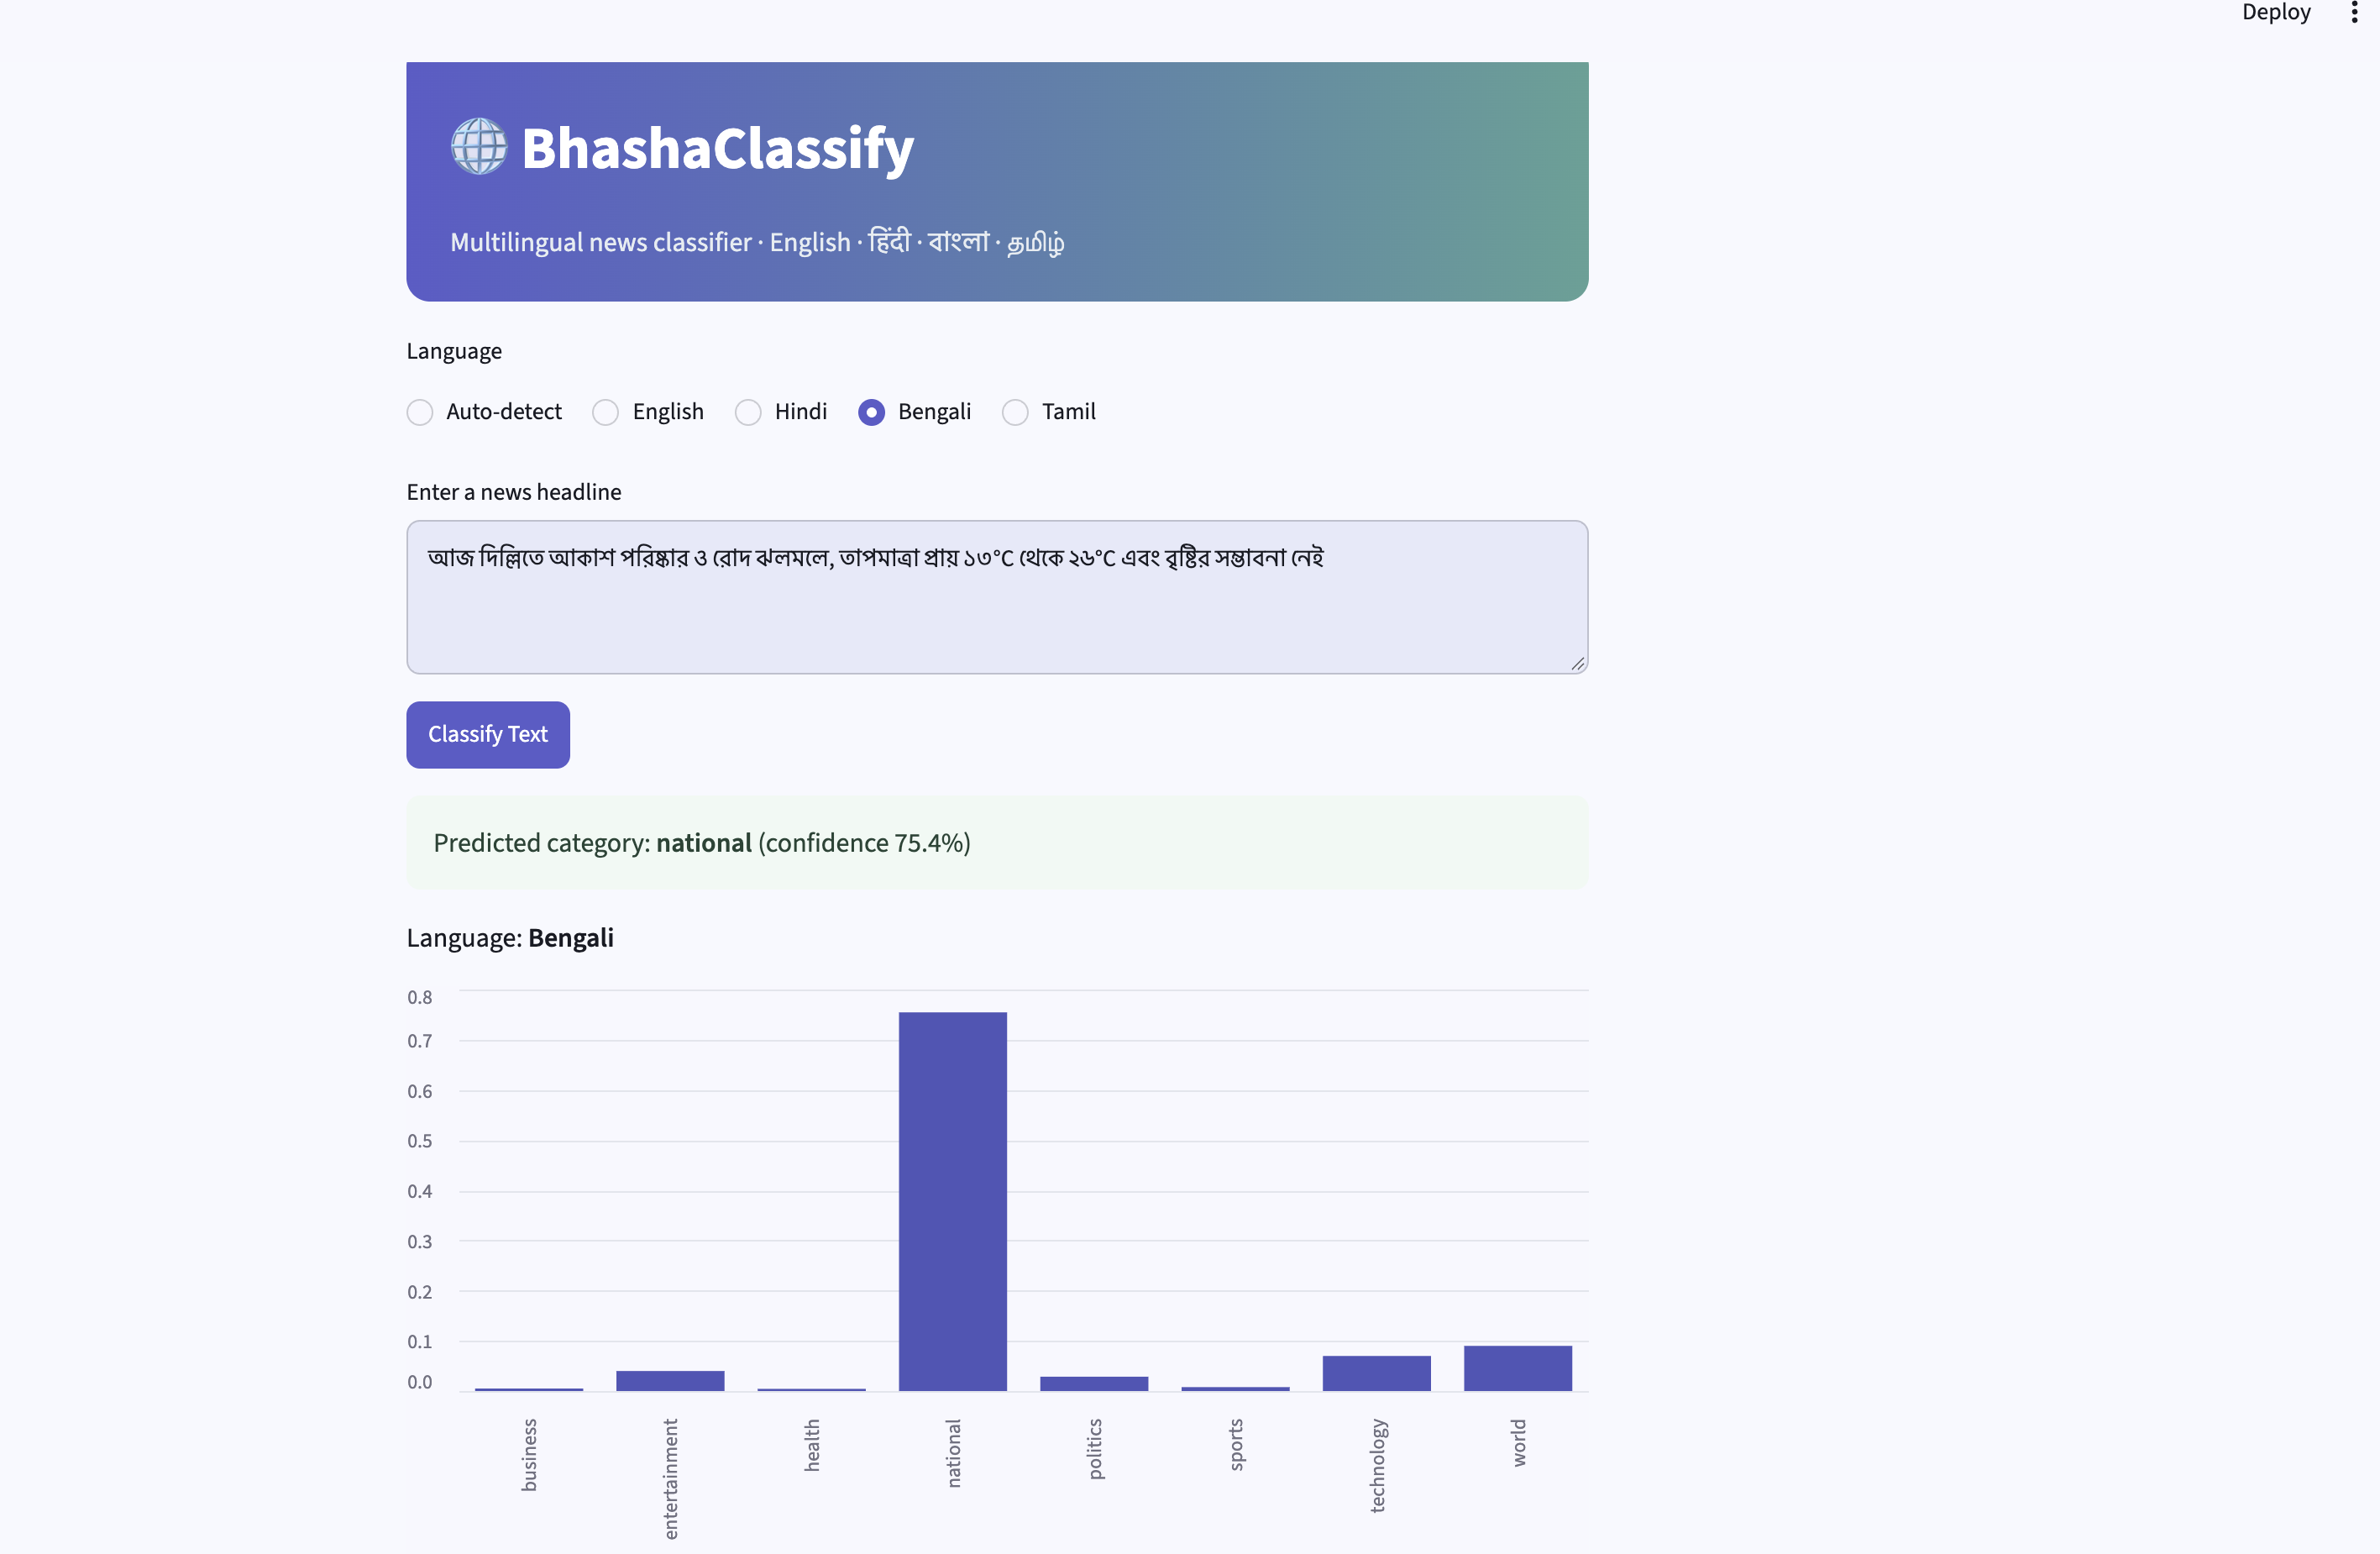 Deploy
BhashaClassify
Multilingual news classifier · English · हिंदी · বাংলা · தமிழ்
Language
Auto-detect English Hindi Bengali Tamil
Enter a news headline
আজ দিল্লিতে আকাশ পরিষ্কার ও রোদ ঝলমলে, তাপমাত্রা প্রায় ১৩°C থেকে ২৬°C এবং বৃষ্টির সম্ভাবনা নেই
Classify Text
Predicted category: national (confidence 75.4%)
Language: Bengali
0.8
0.7
0.6
0.5
0.4
0.3
0.2
0.1
0.0
business
entertainment
health
national
politics
sports
technology
world